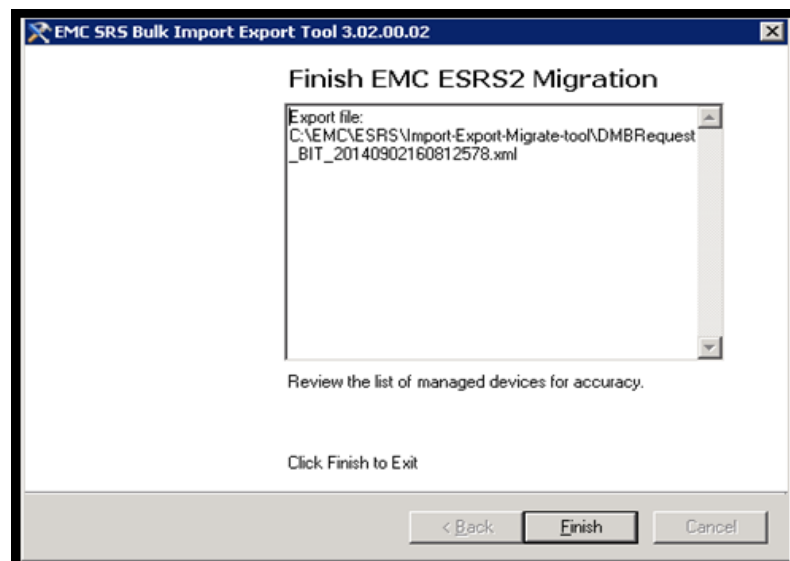 EMC SRS Bulk Import Export Tool 3.02.00.02
Finish EMC ESRS2 Migration
Export file:
C:\EMC\ESRS\Import-Export-Migrate-tool\DMBRequest
_BIT_20140902160812578.xml
Review the list of managed devices for accuracy.
Click Finish to Exit
< Back
Finish
Cancel